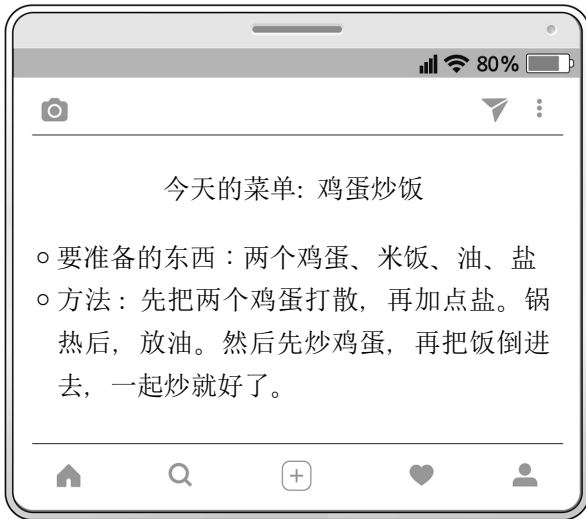 80%
今天的菜单: 鸡蛋炒饭
○ 要准备的东西：两个鸡蛋、米饭、油、盐
○ 方法：先把两个鸡蛋打散，再加点盐。锅
热后，放油。然后先炒鸡蛋，再把饭倒进
去，一起炒就好了。